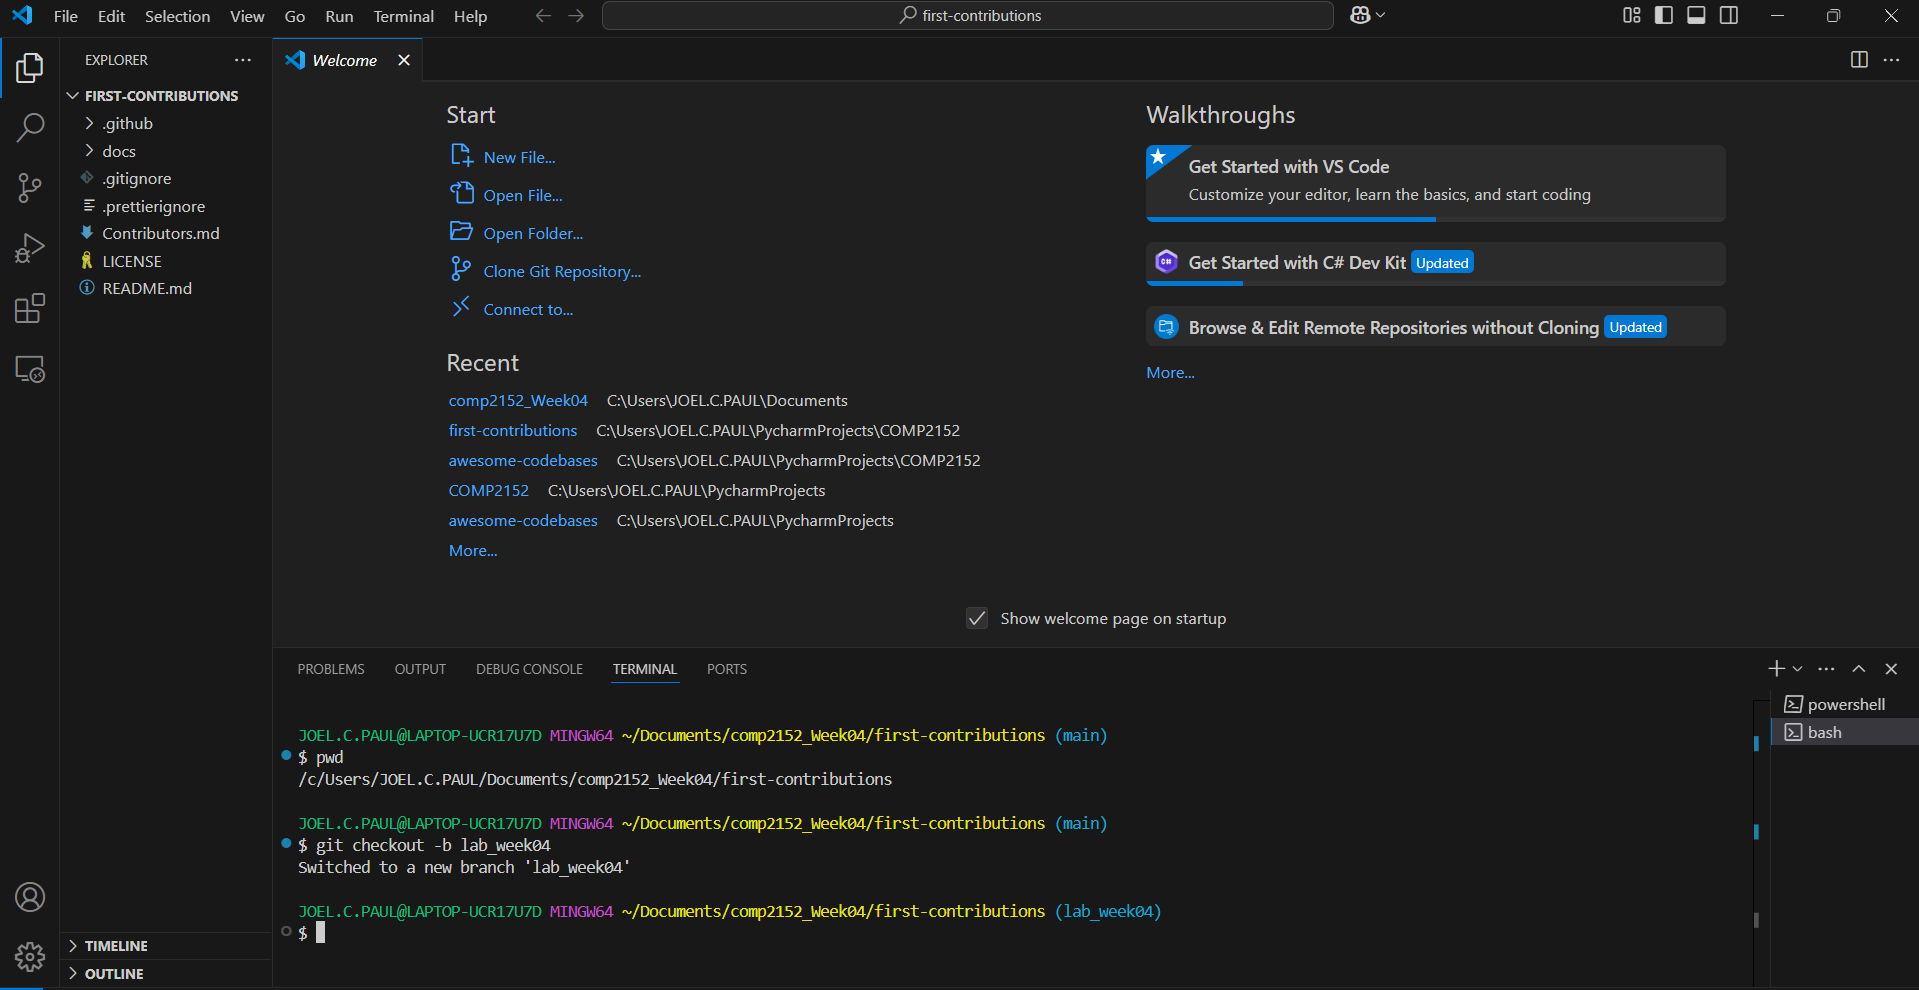 File Edit Selection View Go Run Terminal Help
first-contributions
EXPLORER
Welcome
FIRST-CONTRIBUTIONS
.github
docs
.gitignore
.prettierignore
Contributors.md
LICENSE
README.md
TIMELINE
OUTLINE
Start
New File...
Open File...
Open Folder...
Clone Git Repository...
Connect to...
Recent
comp2152_Week04 C:\Users\JOEL.C.PAUL\Documents
first-contributions C:\Users\JOEL.C.PAUL\PycharmProjects\COMP2152
awesome-codebases C:\Users\JOEL.C.PAUL\PycharmProjects\COMP2152
COMP2152 C:\Users\JOEL.C.PAUL\PycharmProjects
awesome-codebases C:\Users\JOEL.C.PAUL\PycharmProjects
More...
Walkthroughs
Get Started with VS Code
Customize your editor, learn the basics, and start coding
Get Started with C# Dev Kit Updated
Browse & Edit Remote Repositories without Cloning Updated
More...
Show welcome page on startup
PROBLEMS OUTPUT DEBUG CONSOLE TERMINAL PORTS
JOEL.C.PAUL@LAPTOP-UCR17U7D MINGW64 ~/Documents/comp2152_Week04/first-contributions (main)
$ pwd
/c/Users/JOEL.C.PAUL/Documents/comp2152_Week04/first-contributions
JOEL.C.PAUL@LAPTOP-UCR17U7D MINGW64 ~/Documents/comp2152_Week04/first-contributions (main)
$ git checkout -b lab_week04
Switched to a new branch 'lab_week04'
JOEL.C.PAUL@LAPTOP-UCR17U7D MINGW64 ~/Documents/comp2152_Week04/first-contributions (lab_week04)
$
powershell
bash